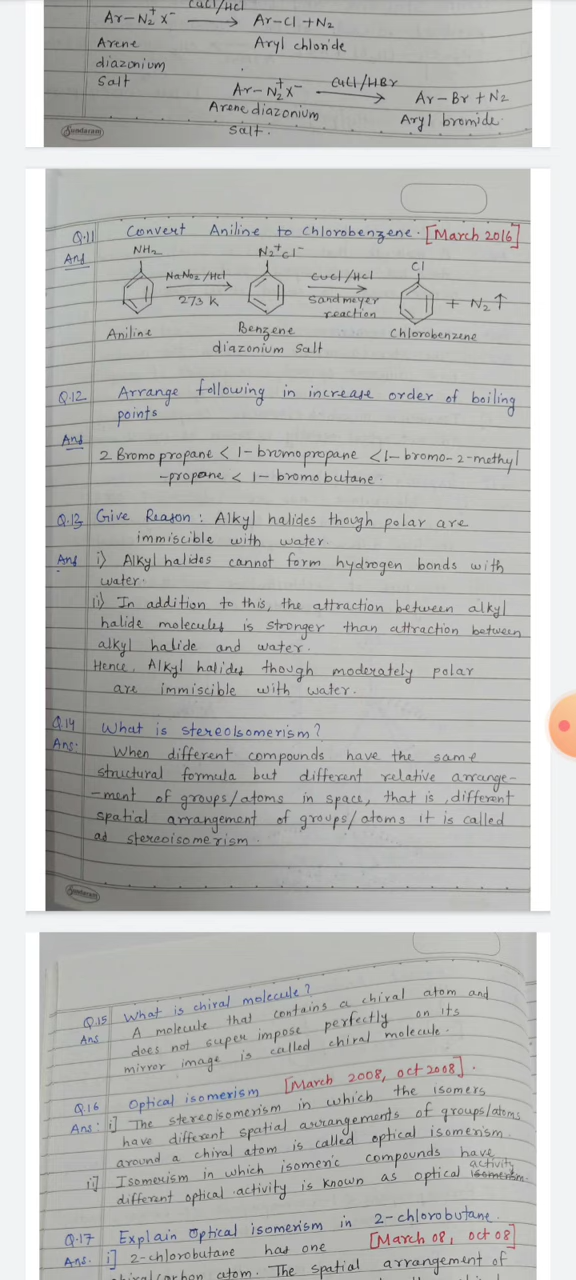 CuCl/HCl
Ar-N₂⁺X⁻ → Ar-Cl + N₂
Arene Aryl chloride
diazonium
Salt
Ar-N₂⁺X⁻ CuCl/HBr → Ar-Br + N₂
Arene diazonium Aryl bromide.
Salt.
Sundaram
Q.11 Convert Aniline to Chlorobenzene. [March 2016]
Ans
NH₂ N₂⁺Cl⁻ Cl
NaNo₂/Hcl CuCl/HCl
273 K Sandmeyer + N₂↑
reaction
Aniline Benzene Chlorobenzene
diazonium Salt
Q.12 Arrange following in increase order of boiling
points
Ans
2 Bromo propane < 1-bromopropane < 1-bromo-2-methyl
-propane < 1-bromo butane.
Q.13 Give Reason : Alkyl halides though polar are
immiscible with water.
Ans i) Alkyl halides cannot form hydrogen bonds with
water.
ii) In addition to this, the attraction between alkyl
halide molecules is stronger than attraction between
alkyl halide and water.
Hence, Alkyl halides though moderately polar
are immiscible with water.
Q.14 What is stereoIsomerism?
Ans. When different compounds have the same
structural formula but different relative arrange-
-ment of groups/atoms in space, that is, different
spatial arrangement of groups/atoms it is called
as stereoisomerism.
Sundaram
Q.15 What is chiral molecule?
Ans A molecule that contains a chiral atom and
does not super impose perfectly on its
mirror image is called chiral molecule.
Q.16 Optical isomerism [March 2008, oct 2008].
Ans: i] The stereoisomerism in which the isomers
have different spatial arrangements of groups/atoms
around a chiral atom is called optical isomerism
ii] Isomerism in which isomeric compounds have
different optical activity is known as optical activity isomerism.
Q.17 Explain Optical isomerism in 2-chlorobutane.
Ans. i] 2-chlorobutane has one [March 08, oct 08]
chiral carbon atom. The spatial arrangement of